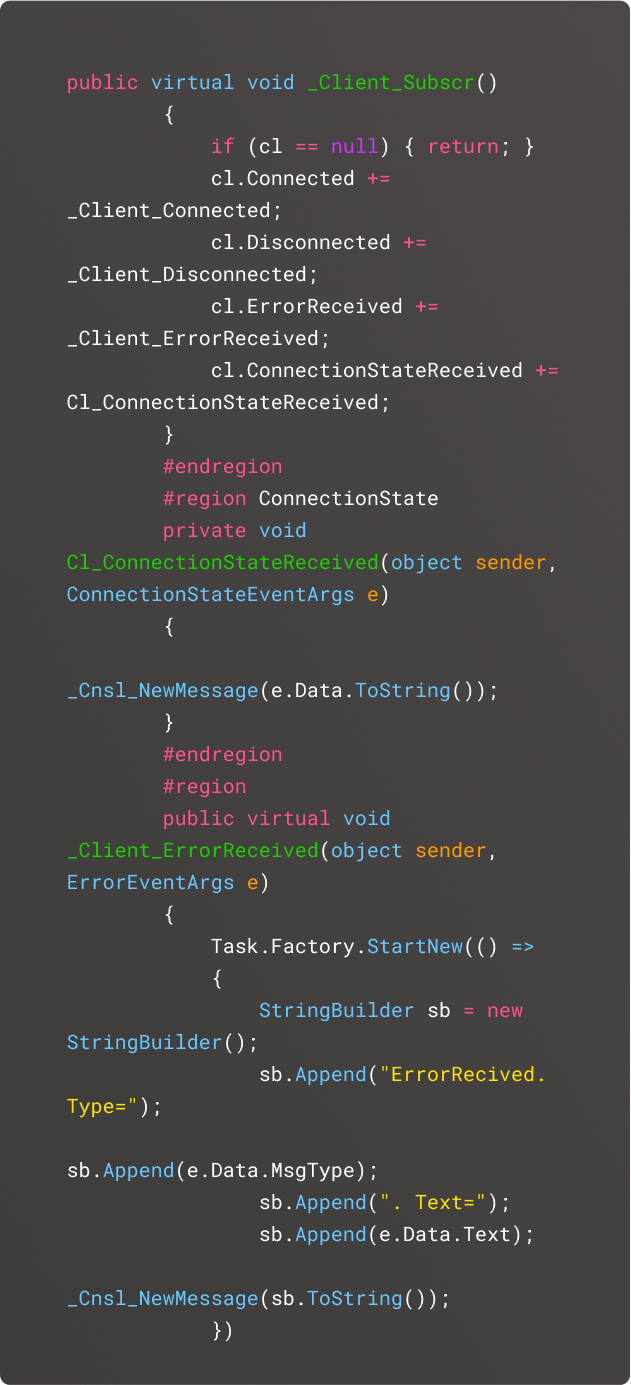 public virtual void _Client_Subscr()
{
if (cl == null) { return; }
cl.Connected +=
_Client_Connected;
cl.Disconnected +=
_Client_Disconnected;
cl.ErrorReceived +=
_Client_ErrorReceived;
cl.ConnectionStateReceived +=
Cl_ConnectionStateReceived;
}
#endregion
#region ConnectionState
private void
Cl_ConnectionStateReceived(object sender,
ConnectionStateEventArgs e)
{
_Cnsl_NewMessage(e.Data.ToString());
}
#endregion
#region
public virtual void
_Client_ErrorReceived(object sender,
ErrorEventArgs e)
{
Task.Factory.StartNew(() =>
{
StringBuilder sb = new
StringBuilder();
sb.Append("ErrorRecived.
Type=");
sb.Append(e.Data.MsgType);
sb.Append(". Text=");
sb.Append(e.Data.Text);
_Cnsl_NewMessage(sb.ToString());
})